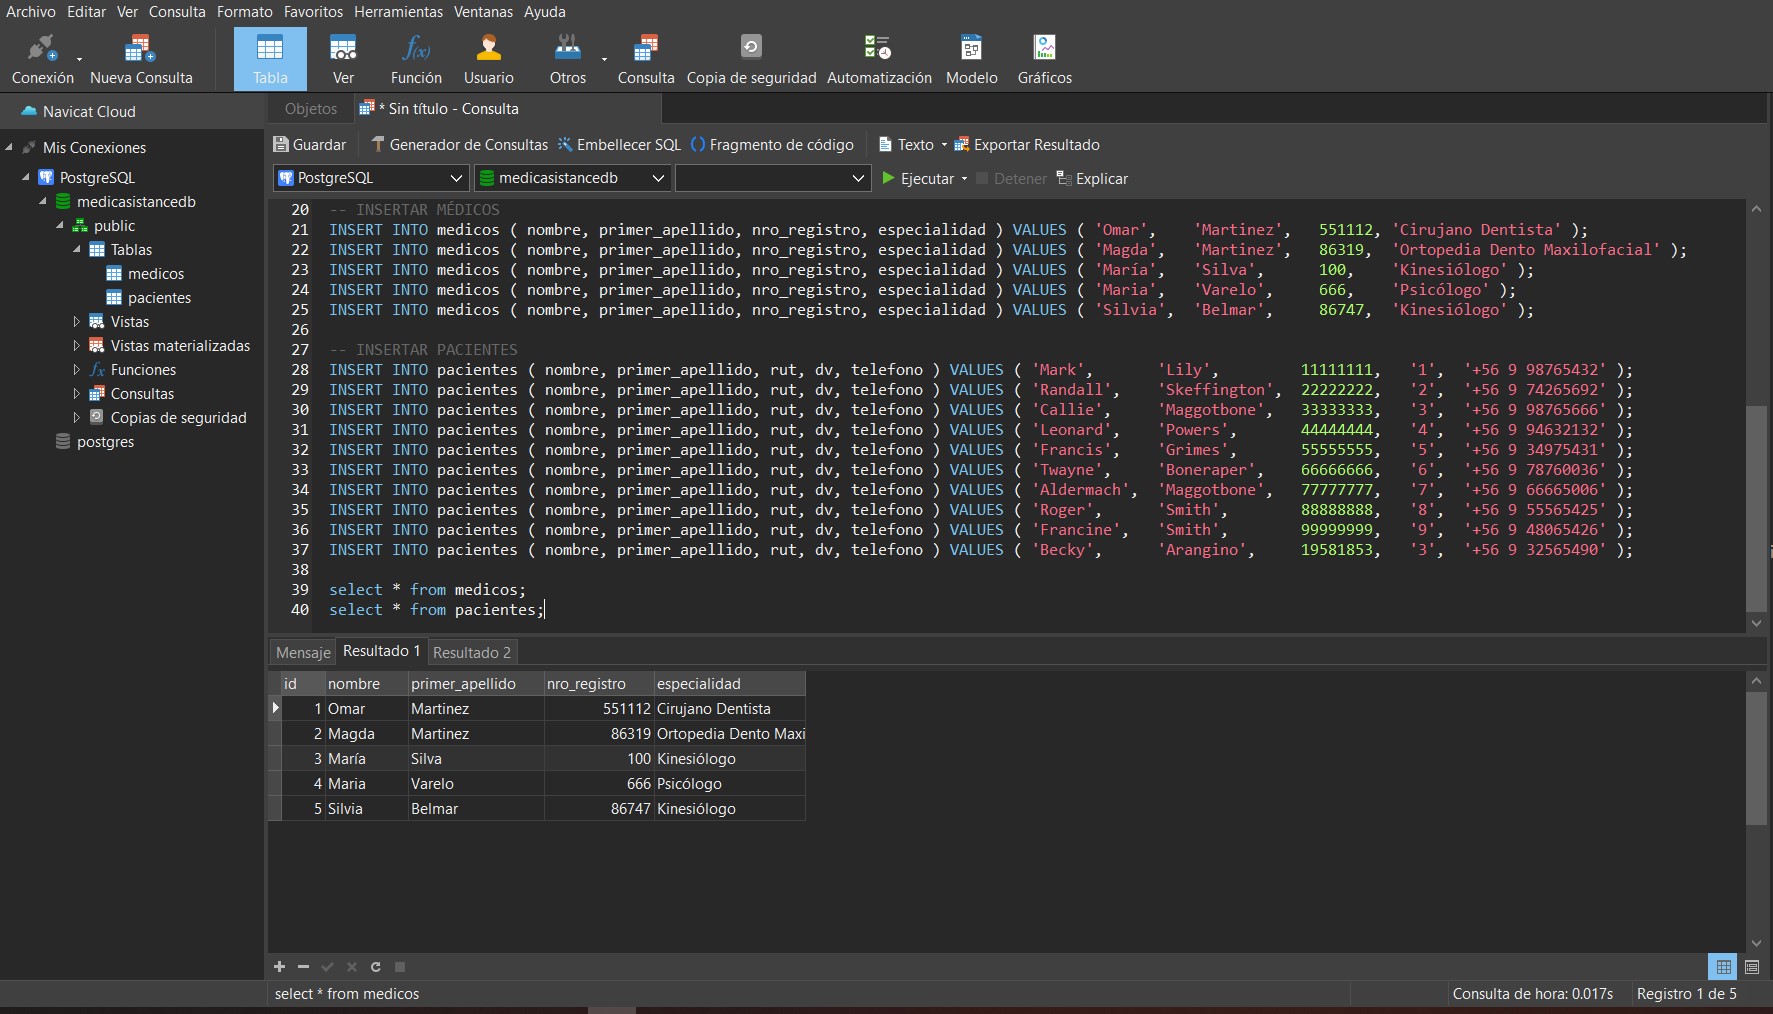 Archivo Editar Ver Consulta Formato Favoritos Herramientas Ventanas Ayuda
Conexión Nueva Consulta Tabla Ver Función Usuario Otros Consulta Copia de seguridad Automatización Modelo Gráficos
Navicat Cloud
Mis Conexiones
PostgreSQL
medicasistancedb
public
Tablas
medicos
pacientes
Vistas
Vistas materializadas
Funciones
Consultas
Copias de seguridad
postgres
Objetos * Sin título - Consulta
Guardar Generador de Consultas Embellecer SQL () Fragmento de código Texto Exportar Resultado
PostgreSQL medicasistancedb Ejecutar Detener Explicar
20 -- INSERTAR MÉDICOS
21 INSERT INTO medicos ( nombre, primer_apellido, nro_registro, especialidad ) VALUES ( 'Omar', 'Martinez', 551112, 'Cirujano Dentista' );
22 INSERT INTO medicos ( nombre, primer_apellido, nro_registro, especialidad ) VALUES ( 'Magda', 'Martinez', 86319, 'Ortopedia Dento Maxilofacial' );
23 INSERT INTO medicos ( nombre, primer_apellido, nro_registro, especialidad ) VALUES ( 'María', 'Silva', 100, 'Kinesiólogo' );
24 INSERT INTO medicos ( nombre, primer_apellido, nro_registro, especialidad ) VALUES ( 'Maria', 'Varelo', 666, 'Psicólogo' );
25 INSERT INTO medicos ( nombre, primer_apellido, nro_registro, especialidad ) VALUES ( 'Silvia', 'Belmar', 86747, 'Kinesiólogo' );
26
27 -- INSERTAR PACIENTES
28 INSERT INTO pacientes ( nombre, primer_apellido, rut, dv, telefono ) VALUES ( 'Mark', 'Lily', 11111111, '1', '+56 9 98765432' );
29 INSERT INTO pacientes ( nombre, primer_apellido, rut, dv, telefono ) VALUES ( 'Randall', 'Skeffington', 22222222, '2', '+56 9 74265692' );
30 INSERT INTO pacientes ( nombre, primer_apellido, rut, dv, telefono ) VALUES ( 'Callie', 'Maggotbone', 33333333, '3', '+56 9 98765666' );
31 INSERT INTO pacientes ( nombre, primer_apellido, rut, dv, telefono ) VALUES ( 'Leonard', 'Powers', 44444444, '4', '+56 9 94632132' );
32 INSERT INTO pacientes ( nombre, primer_apellido, rut, dv, telefono ) VALUES ( 'Francis', 'Grimes', 55555555, '5', '+56 9 34975431' );
33 INSERT INTO pacientes ( nombre, primer_apellido, rut, dv, telefono ) VALUES ( 'Twayne', 'Boneraper', 66666666, '6', '+56 9 78760036' );
34 INSERT INTO pacientes ( nombre, primer_apellido, rut, dv, telefono ) VALUES ( 'Aldermach', 'Maggotbone', 77777777, '7', '+56 9 66665006' );
35 INSERT INTO pacientes ( nombre, primer_apellido, rut, dv, telefono ) VALUES ( 'Roger', 'Smith', 88888888, '8', '+56 9 55565425' );
36 INSERT INTO pacientes ( nombre, primer_apellido, rut, dv, telefono ) VALUES ( 'Francine', 'Smith', 99999999, '9', '+56 9 48065426' );
37 INSERT INTO pacientes ( nombre, primer_apellido, rut, dv, telefono ) VALUES ( 'Becky', 'Arangino', 19581853, '3', '+56 9 32565490' );
38
39 select * from medicos;
40 select * from pacientes;
Mensaje Resultado 1 Resultado 2
id nombre primer_apellido nro_registro especialidad
1 Omar Martinez 551112 Cirujano Dentista
2 Magda Martinez 86319 Ortopedia Dento Maxi
3 María Silva 100 Kinesiólogo
4 Maria Varelo 666 Psicólogo
5 Silvia Belmar 86747 Kinesiólogo
select * from medicos Consulta de hora: 0.017s Registro 1 de 5